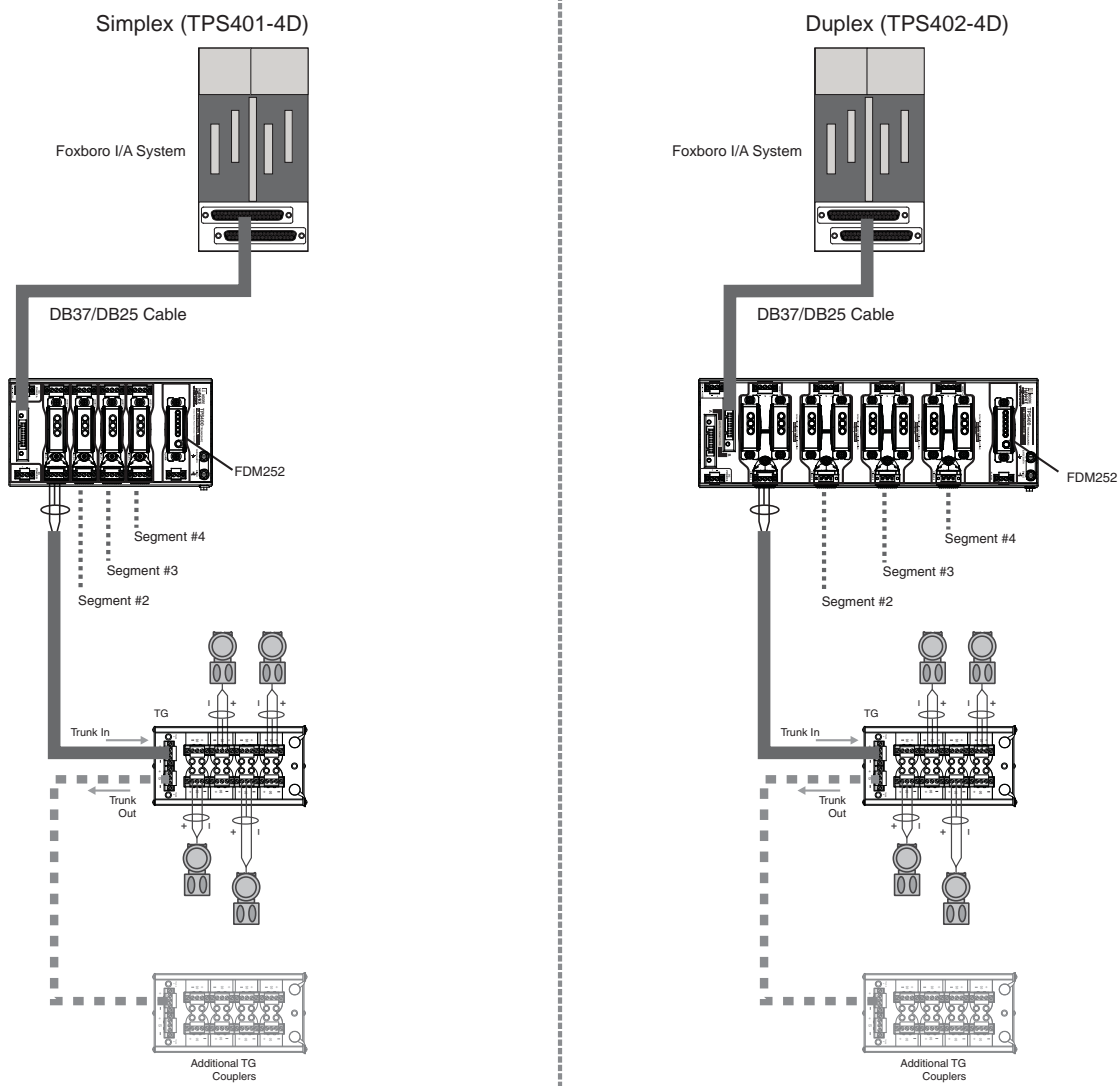 Simplex (TPS401-4D)
Foxboro I/A System
DB37/DB25 Cable
FDM252
Segment #4
Segment #3
Segment #2
TG
Trunk In
Trunk
Out
+
+
+
+
Additional TG
Couplers
Duplex (TPS402-4D)
Foxboro I/A System
DB37/DB25 Cable
FDM252
Segment #4
Segment #3
Segment #2
TG
Trunk In
Trunk
Out
+
+
+
+
Additional TG
Couplers